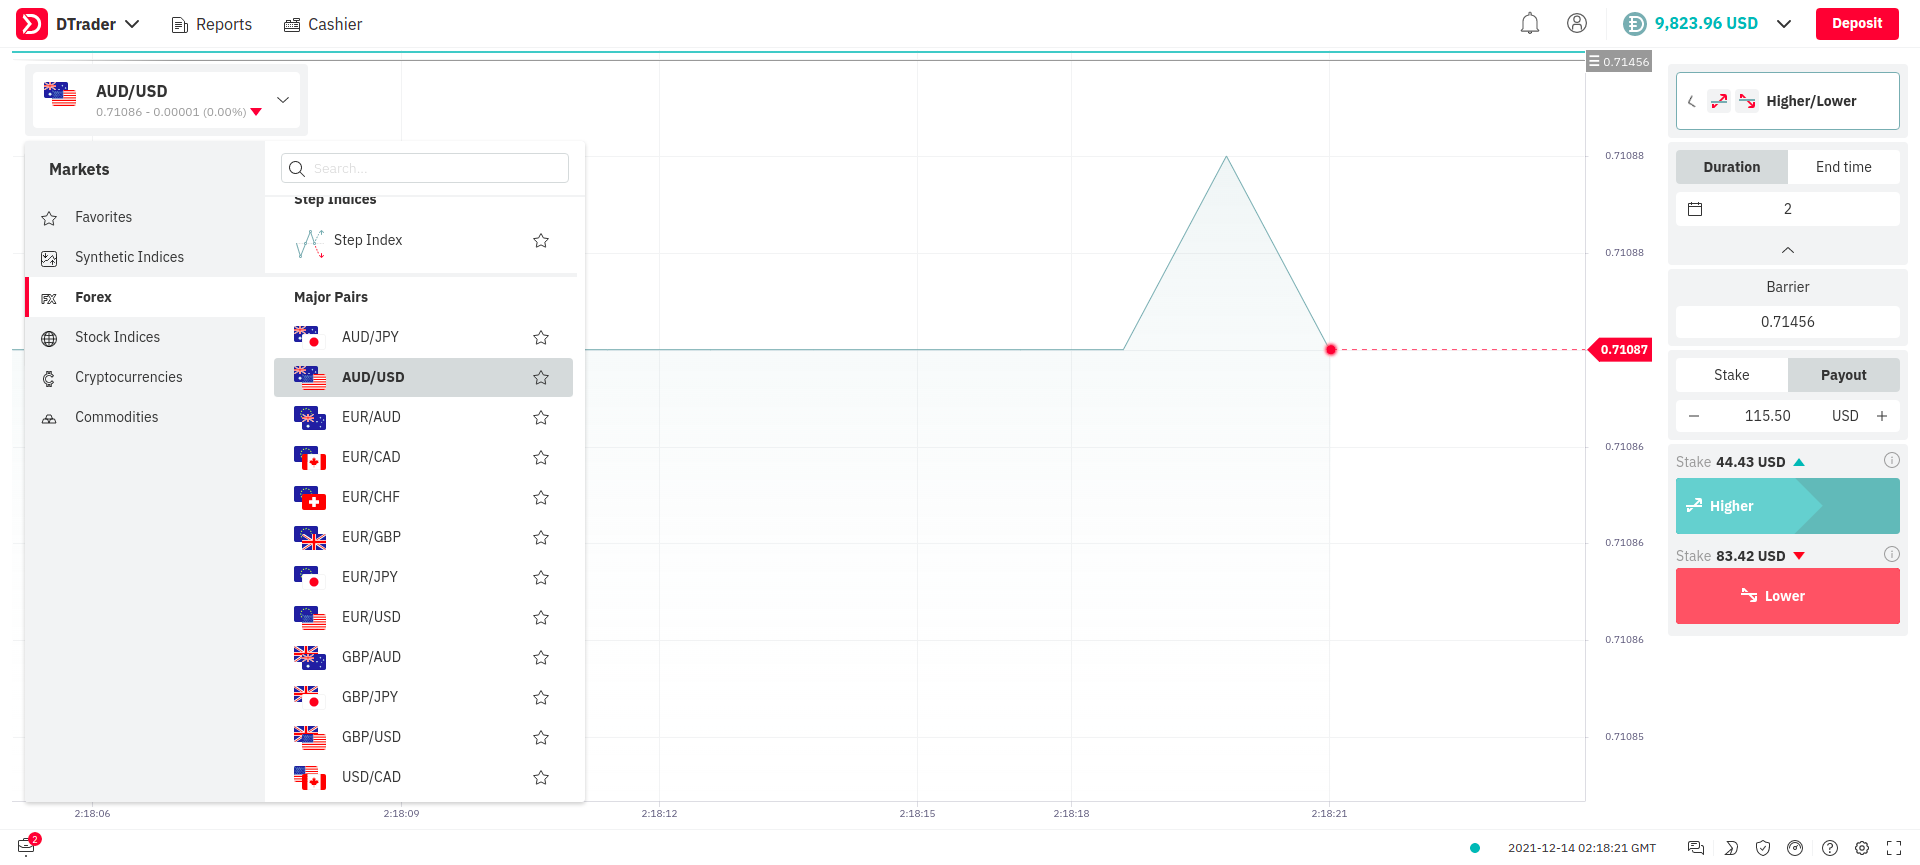 DTrader
Reports
Cashier
9,823.96 USD
Deposit
AUD/USD
0.71086 - 0.00001 (0.00%)
Markets
Favorites
Synthetic Indices
Forex
FX
Stock Indices
Cryptocurrencies
Commodities
Search...
Step Indices
Step Index
Major Pairs
AUD/JPY
AUD/USD
EUR/AUD
EUR/CAD
EUR/CHF
EUR/GBP
EUR/JPY
EUR/USD
GBP/AUD
GBP/JPY
GBP/USD
USD/CAD
0.71456
0.71088
0.71088
0.71087
0.71086
0.71086
0.71086
0.71085
2:18:06
2:18:09
2:18:12
2:18:15
2:18:18
2:18:21
Higher/Lower
Duration
End time
2
Barrier
0.71456
Stake
Payout
115.50
USD
Stake 44.43 USD
Higher
Stake 83.42 USD
Lower
2
2021-12-14 02:18:21 GMT